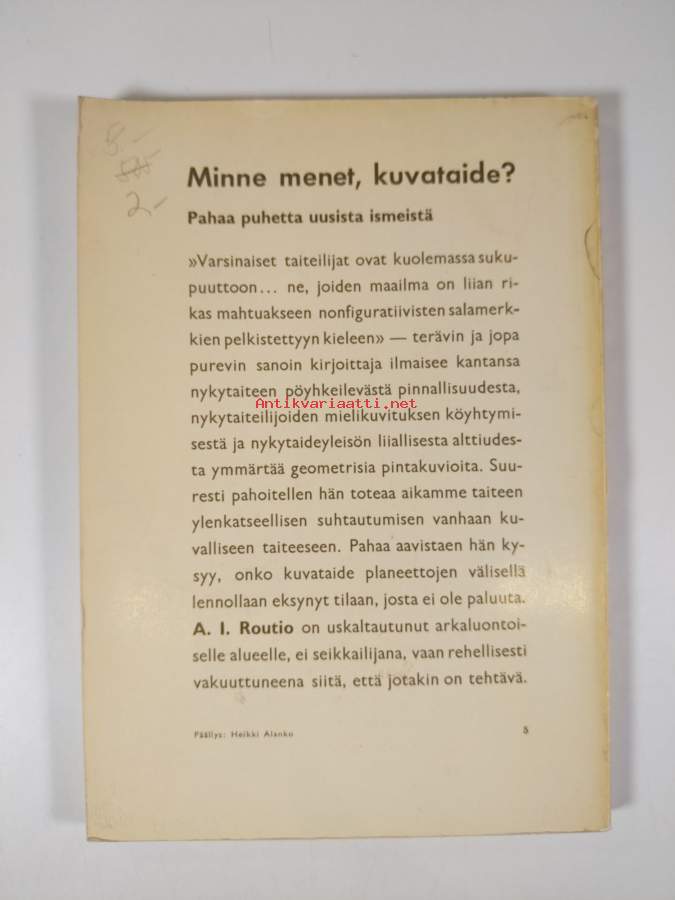 5.-
2.-
Minne menet, kuvataide?
Pahaa puhetta uusista ismeistä
»Varsinaiset taiteilijat ovat kuolemassa suku-
puuttoon... ne, joiden maailma on liian ri-
kas mahtuakseen nonfiguratiivisten salamerk-
kien pelkistettyyn kieleen» — terävin ja jopa
purevin sanoin kirjoittaja ilmaisee kantansa
nykytaiteen pöyhkeilevästä pinnallisuudesta,
Antikvariaatti.net
nykytaiteilijoiden mielikuvituksen köyhtymi-
sestä ja nykytaideyleisön liiallisesta alttiudes-
ta ymmärtää geometrisia pintakuvioita. Suu-
resti pahoitellen hän toteaa aikamme taiteen
ylenkatseellisen suhtautumisen vanhaan ku-
valliseen taiteeseen. Pahaa aavistaen hän ky-
syy, onko kuvataide planeettojen välisellä
lennollaan eksynyt tilaan, josta ei ole paluuta.
A. I. Routio on uskaltautunut arkaluontoi-
selle alueelle, ei seikkailijana, vaan rehellisesti
vakuuttuneena siitä, että jotakin on tehtävä.
Päällys: Heikki Alanko 5